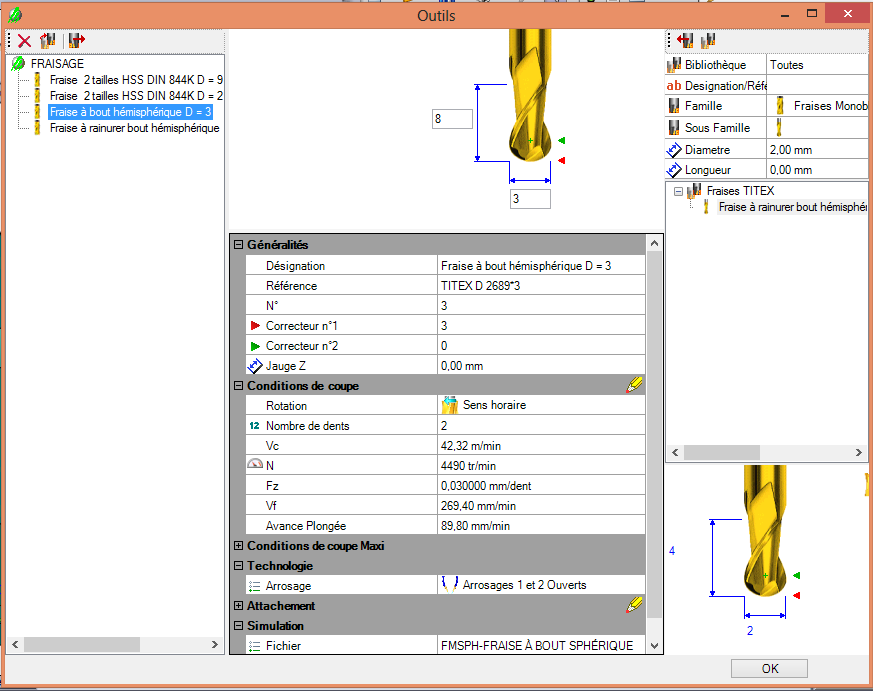 Outils
FRAISAGE
Fraise 2 tailles HSS DIN 844K D = 9
Fraise 2 tailles HSS DIN 844K D = 2
Fraise à bout hémisphérique D = 3
Fraise à rainurer bout hémisphérique
8
3
Généralités
Désignation Fraise à bout hémisphérique D = 3
Référence TITEX D 2689*3
N° 3
Correcteur n°1 3
Correcteur n°2 0
Jauge Z 0,00 mm
Conditions de coupe
Rotation Sens horaire
12 Nombre de dents 2
Vc 42,32 m/min
N 4490 tr/min
Fz 0,030000 mm/dent
Vf 269,40 mm/min
Avance Plongée 89,80 mm/min
Conditions de coupe Maxi
Technologie
Arrosage Arrosages 1 et 2 Ouverts
Attachement
Simulation
Fichier FMSPH-FRAISE À BOUT SPHÉRIQUE
Bibliothèque Toutes
ab Designation/Réfé
Famille Fraises Monob
Sous Famille
Diametre 2,00 mm
Longueur 0,00 mm
Fraises TITEX
Fraise à rainurer bout hémisphér
4
2
OK